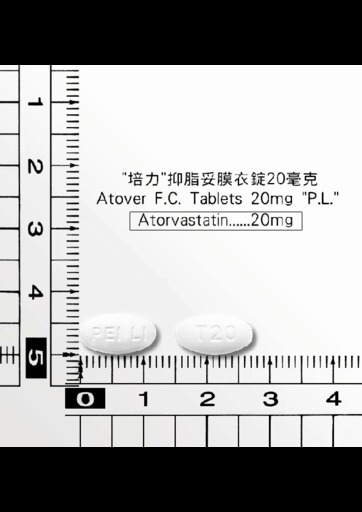 "培力"抑脂妥膜衣錠20毫克
Atover F.C. Tablets 20mg "P.L."
Atorvastatin......20mg
PEI LI
T20
1
2
3
4
5
0 1 2 3 4